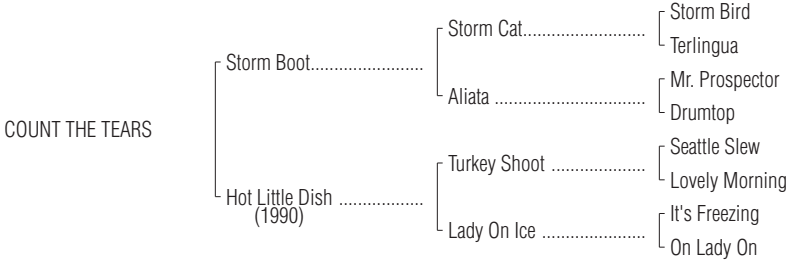 Storm Bird
Storm Cat..........................
Terlingua
Storm Boot........................
Mr. Prospector
Aliata ................................
Drumtop
COUNT THE TEARS
Seattle Slew
Turkey Shoot ....................
Lovely Morning
Hot Little Dish ..................
(1990)
It's Freezing
Lady On Ice ......................
On Lady On